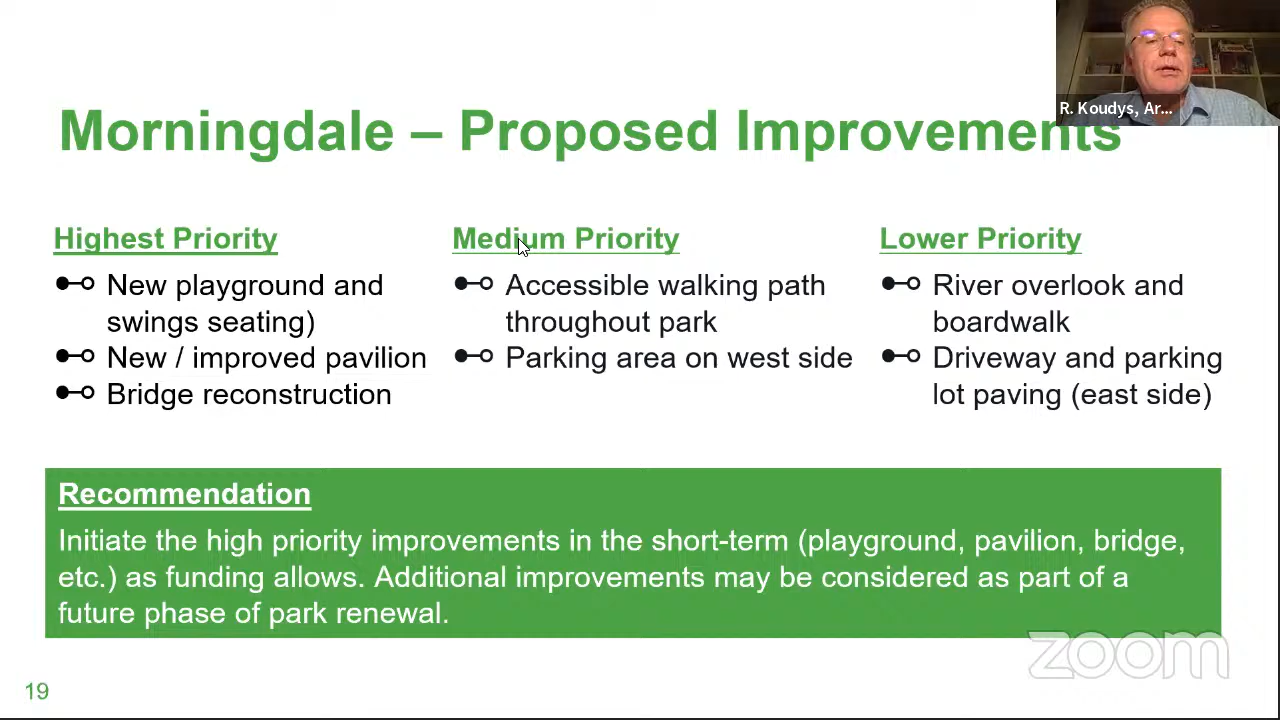 R. Koudys, Ar...
Morningdale – Proposed Improvements
Highest Priority
New playground and
swings seating)
New / improved pavilion
Bridge reconstruction
Medium Priority
Accessible walking path
throughout park
Parking area on west side
Lower Priority
River overlook and
boardwalk
Driveway and parking
lot paving (east side)
Recommendation
Initiate the high priority improvements in the short-term (playground, pavilion, bridge,
etc.) as funding allows. Additional improvements may be considered as part of a
future phase of park renewal.
zoom
19